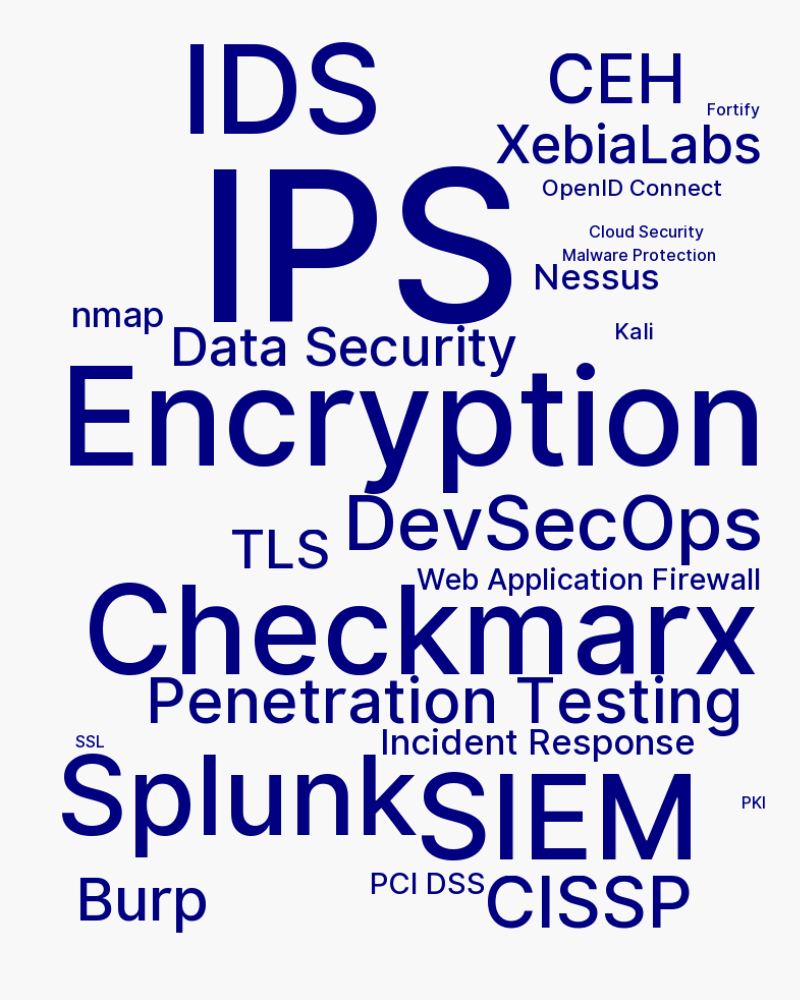 IDS
CEH
Fortify
XebiaLabs
IPS
OpenID Connect
Cloud Security
Malware Protection
Nessus
nmap
Kali
Data Security
Encryption
DevSecOps
TLS
Web Application Firewall
Checkmarx
Penetration Testing
SSL
Incident Response
Splunk
SIEM
PKI
PCI DSS
Burp
CISSP